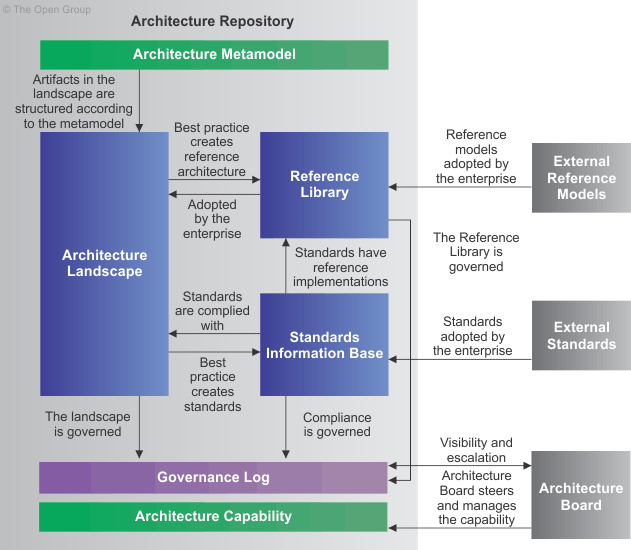 © The Open Group
Architecture Repository
Architecture Metamodel
Artifacts in the
landscape are
structured according
to the metamodel
Best practice
creates
reference
architecture
Reference
Library
Reference
models
adopted by
the enterprise
External
Reference
Models
Adopted
by the
enterprise
Architecture
Landscape
The Reference
Library is
governed
Standards have
reference
implementations
Standards
are complied
with
Standards
Information Base
Standards
adopted by
the enterprise
External
Standards
Best
practice
creates
standards
The landscape
is governed
Compliance
is governed
Visibility and
escalation
Governance Log
Architecture
Board steers
and manages
the capability
Architecture
Board
Architecture Capability